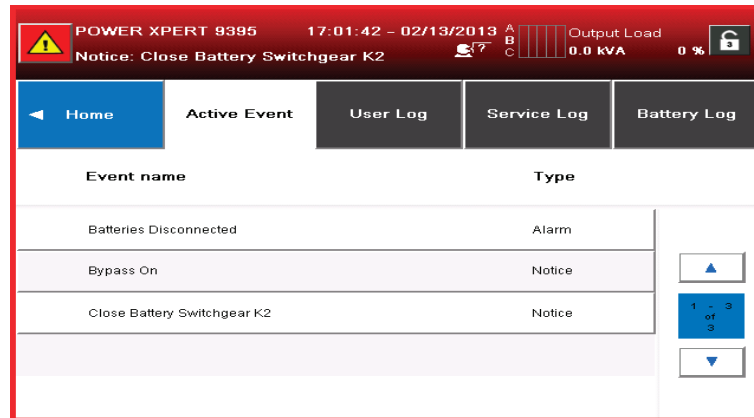 POWER XPERT 9395 17:01:42 - 02/13/2013 A Output Load
B
Notice: Close Battery Switchgear K2 ? C 0.0 kVA 0 % 3
Home Active Event User Log Service Log Battery Log
Event name Type
Batteries Disconnected Alarm
Bypass On Notice
Close Battery Switchgear K2 Notice
1 - 3
of
3